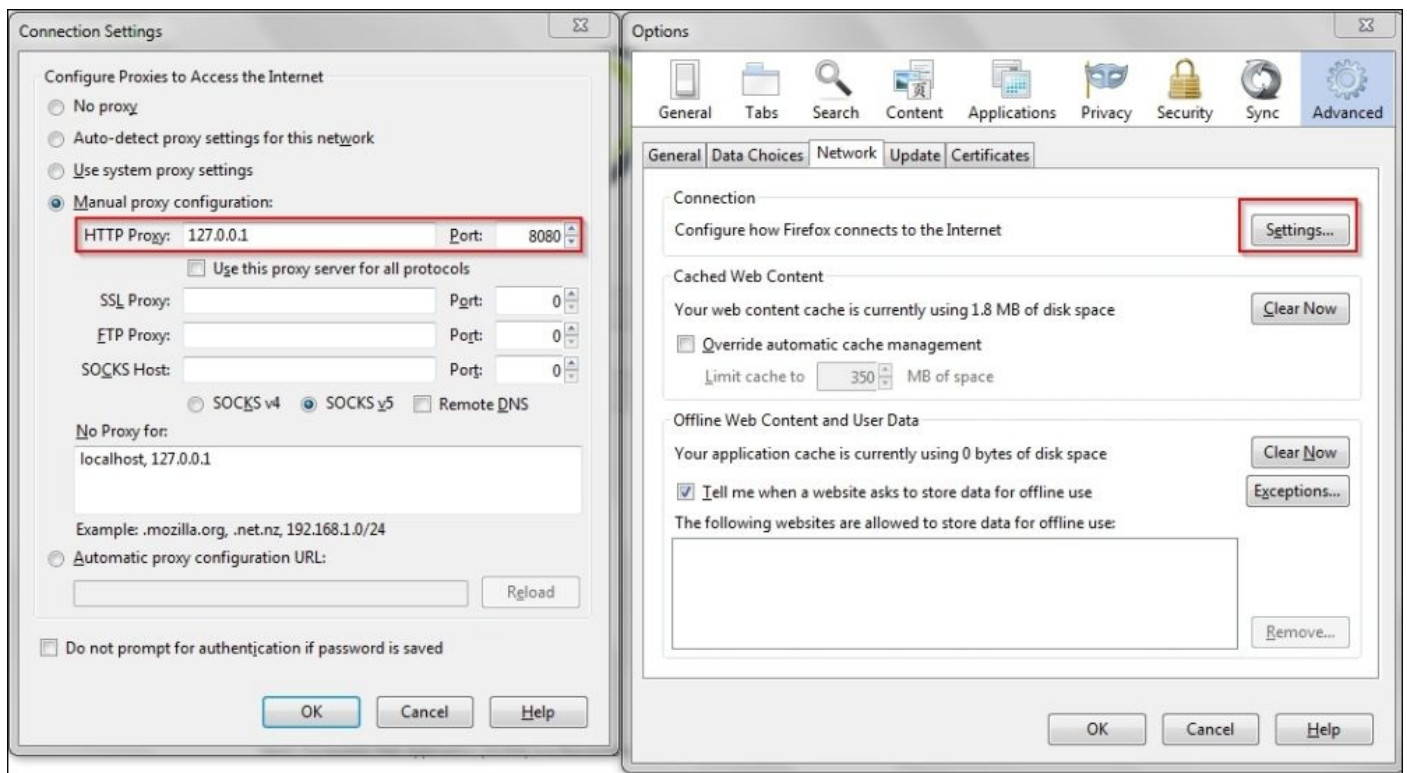 Connection Settings
Configure Proxies to Access the Internet
No proxy
Auto-detect proxy settings for this network
Use system proxy settings
Manual proxy configuration:
HTTP Proxy: 127.0.0.1 Port: 8080
Use this proxy server for all protocols
SSL Proxy: Port: 0
FTP Proxy: Port: 0
SOCKS Host: Port: 0
SOCKS v4 SOCKS v5 Remote DNS
No Proxy for:
localhost, 127.0.0.1
Example: .mozilla.org, .net.nz, 192.168.1.0/24
Automatic proxy configuration URL:
Reload
Do not prompt for authentication if password is saved
OK Cancel Help
Options
General Tabs Search Content Applications Privacy Security Sync Advanced
General Data Choices Network Update Certificates
Connection
Configure how Firefox connects to the Internet Settings...
Cached Web Content
Your web content cache is currently using 1.8 MB of disk space Clear Now
Override automatic cache management
Limit cache to 350 MB of space
Offline Web Content and User Data
Your application cache is currently using 0 bytes of disk space Clear Now
Tell me when a website asks to store data for offline use Exceptions...
The following websites are allowed to store data for offline use:
Remove...
OK Cancel Help